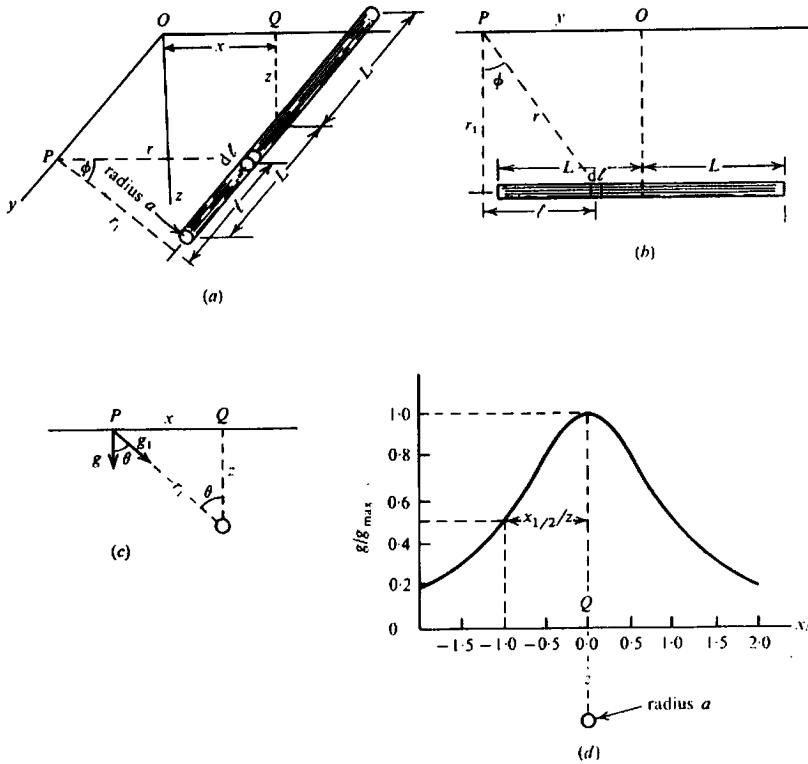 O
Q
x
z
L
P
r
dℓ
ϕ
radius a
z
L
l
y
r₁
(a)
P
y
O
ϕ
r
r₁
L
L
dℓ
l
(b)
P
x
Q
g₁
g
θ
z
r₁
θ
(c)
g/g max
1·0
0·8
0·6
0·4
0·2
0
x₁/₂/z
Q
−1·5 −1·0 −0·5 0·0 0·5 1·0 1·5 2·0
x/
z
radius a
(d)